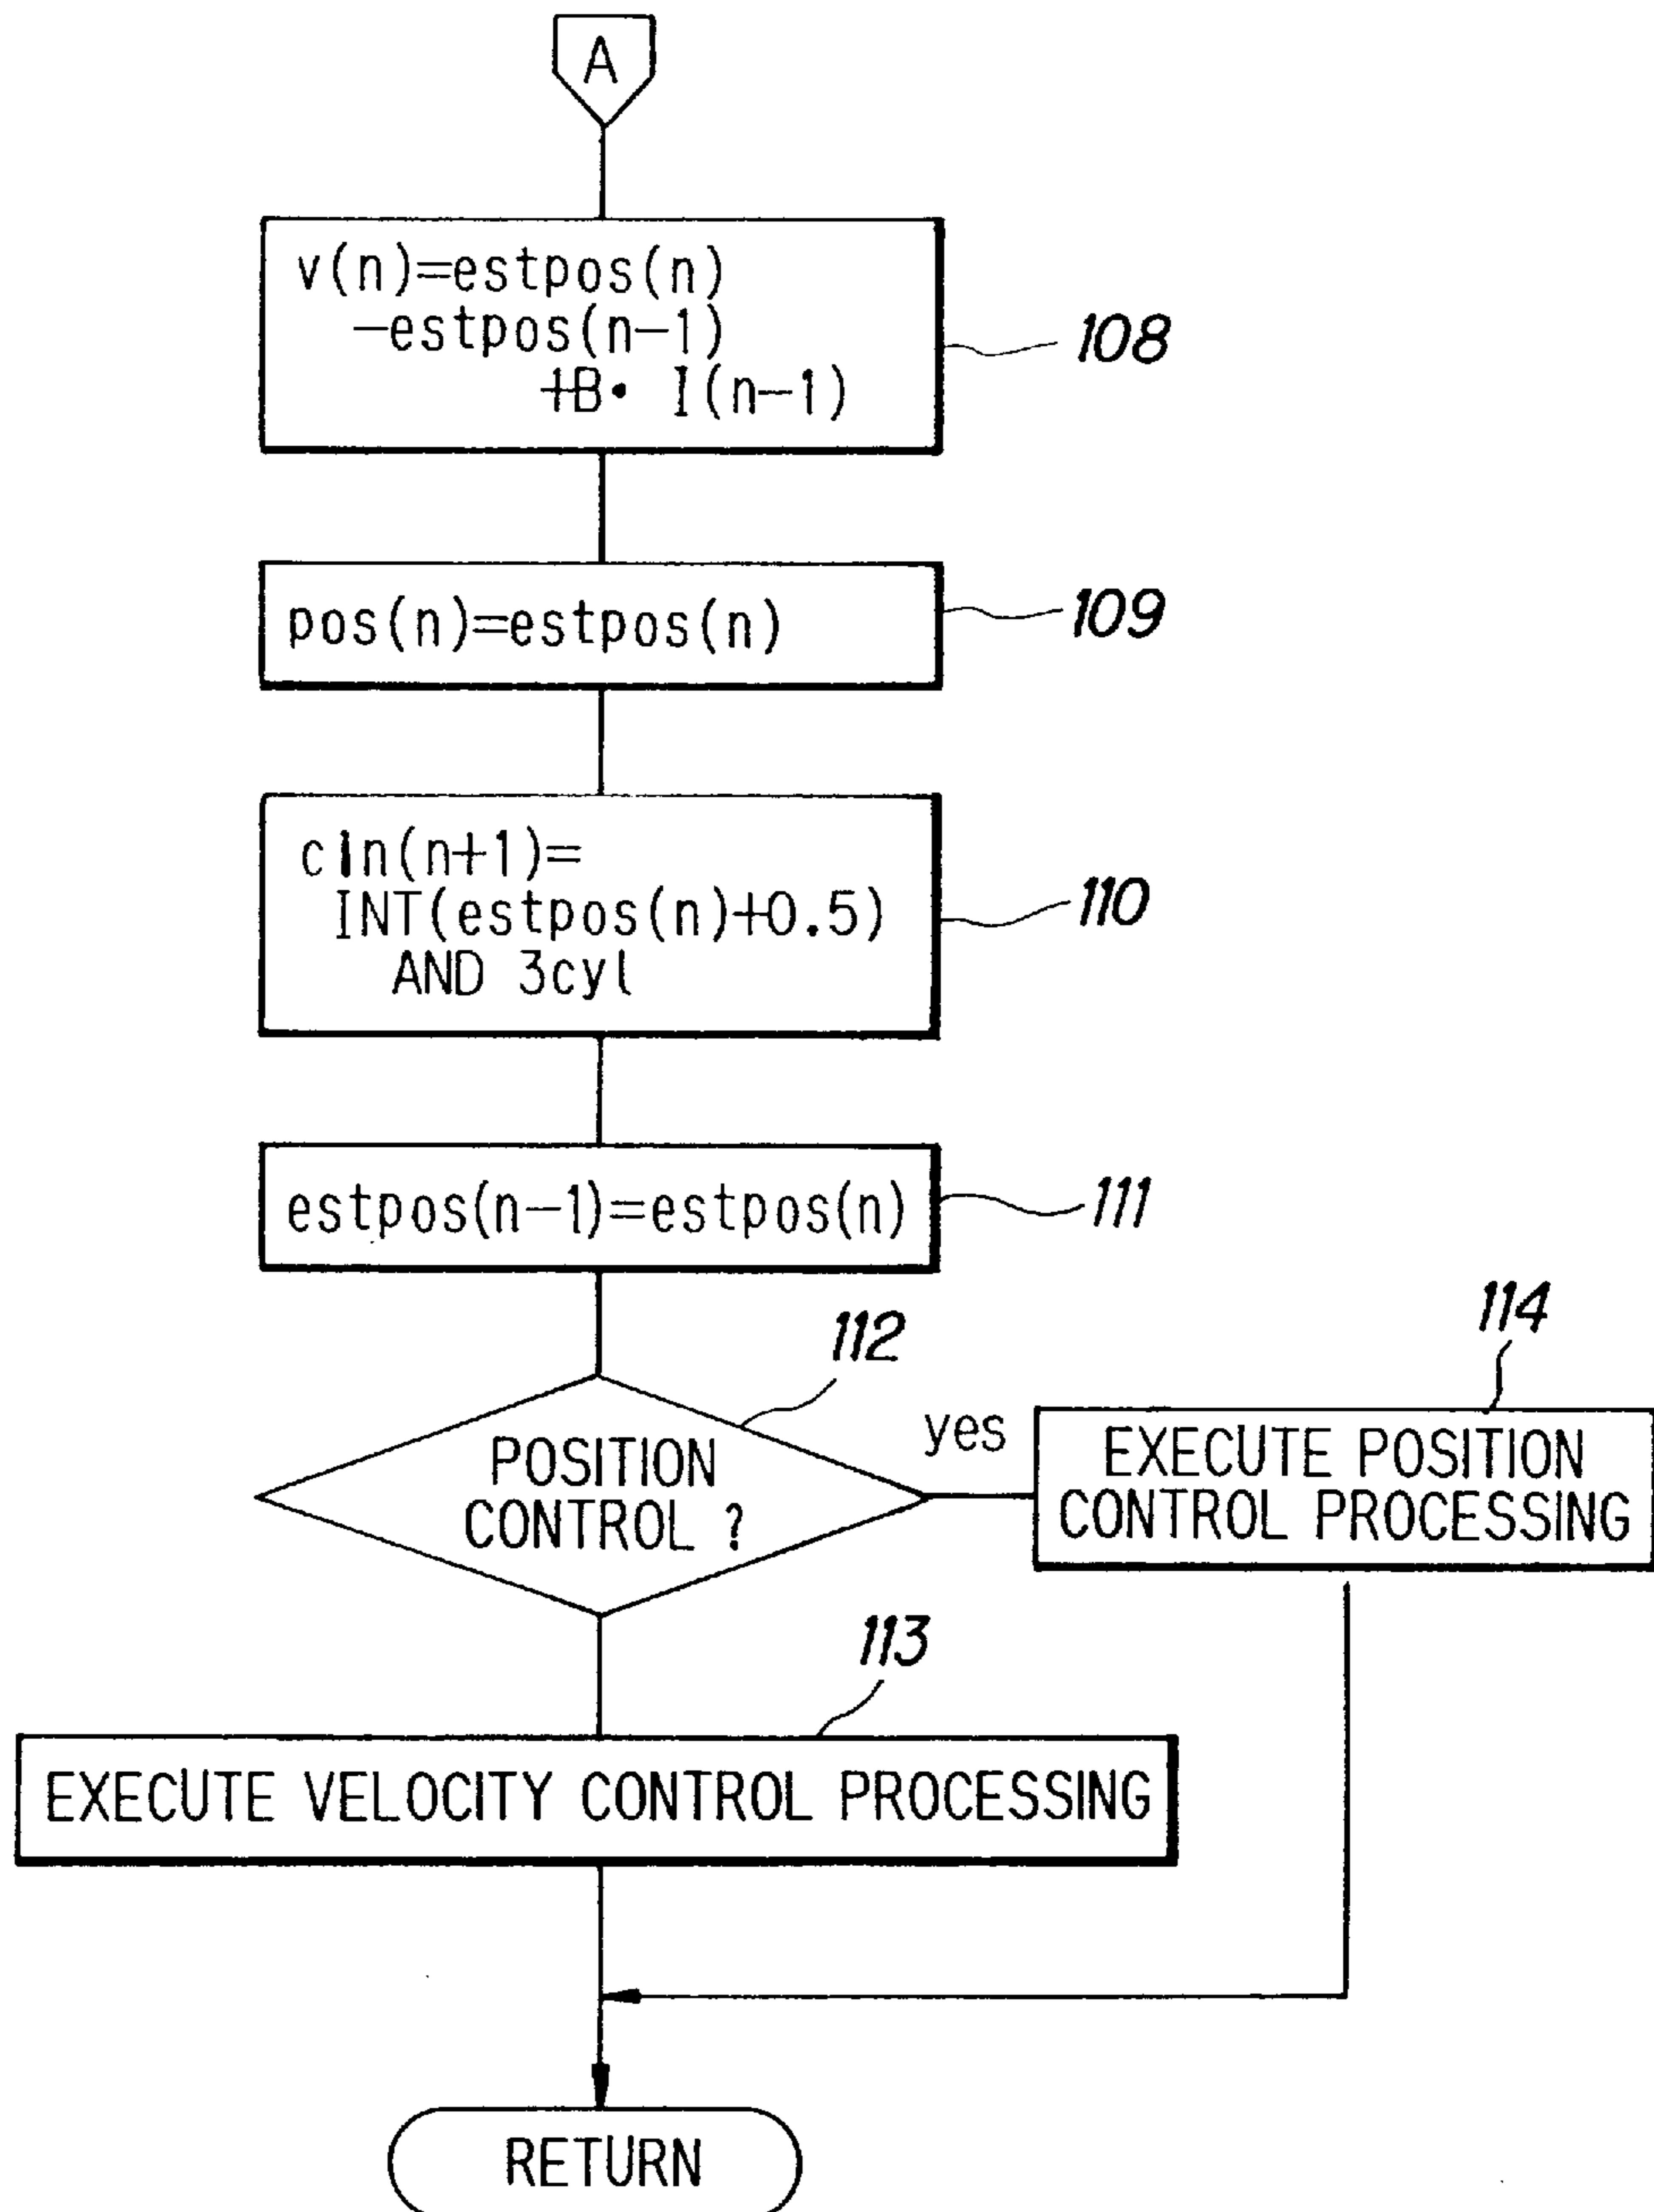 A
v(n)=estpos(n)
−estpos(n−1)
+B• I(n−1)
108
pos(n)=estpos(n)
109
cln(n+1)=
INT(estpos(n)+0.5)
AND 3cyl
110
estpos(n−1)=estpos(n)
111
112
POSITION
CONTROL ?
yes
114
EXECUTE POSITION
CONTROL PROCESSING
113
EXECUTE VELOCITY CONTROL PROCESSING
RETURN